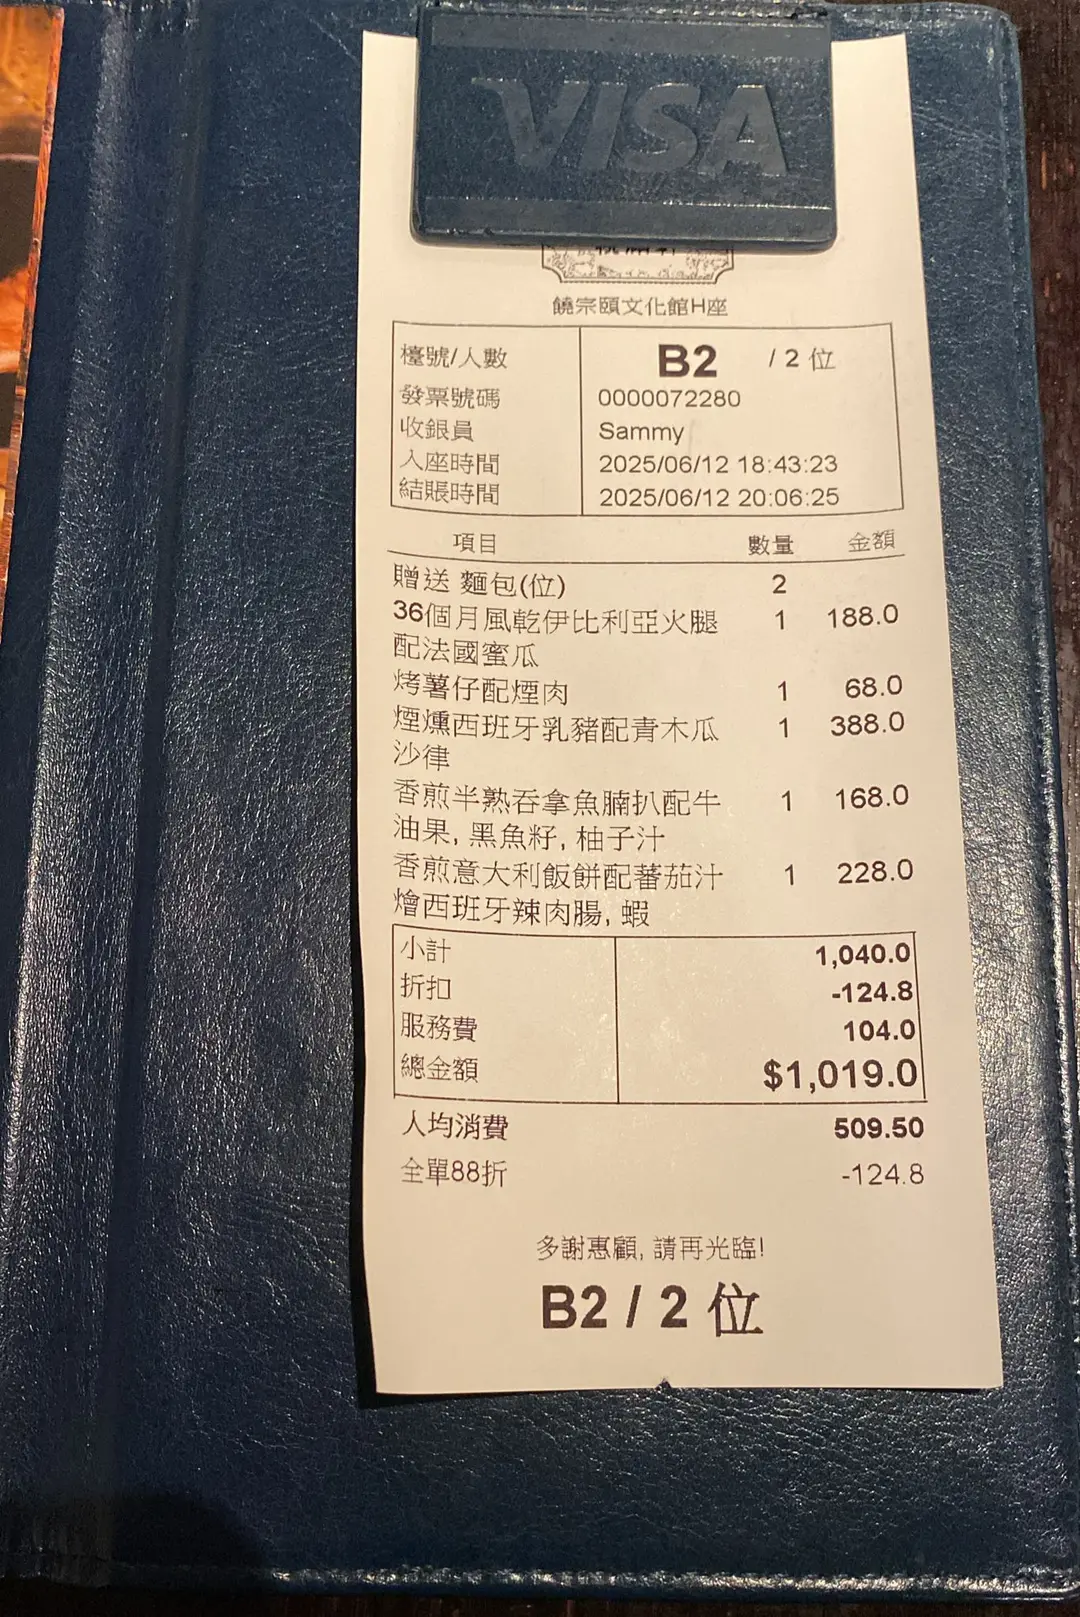 VISA
饒宗頤文化館H座
檯號/人數 B2 / 2 位
發票號碼 0000072280
收銀員 Sammy
入座時間 2025/06/12 18:43:23
結賬時間 2025/06/12 20:06:25
項目 數量 金額
贈送 麵包(位) 2
36個月風乾伊比利亞火腿 1 188.0
配法國蜜瓜
烤薯仔配煙肉 1 68.0
煙燻西班牙乳豬配青木瓜 1 388.0
沙律
香煎半熟吞拿魚腩扒配牛 1 168.0
油果, 黑魚籽, 柚子汁
香煎意大利飯餅配蕃茄汁 1 228.0
燴西班牙辣肉腸, 蝦
小計 1,040.0
折扣 -124.8
服務費 104.0
總金額 $1,019.0
人均消費 509.50
全單88折 -124.8
多謝惠顧, 請再光臨!
B2 / 2 位